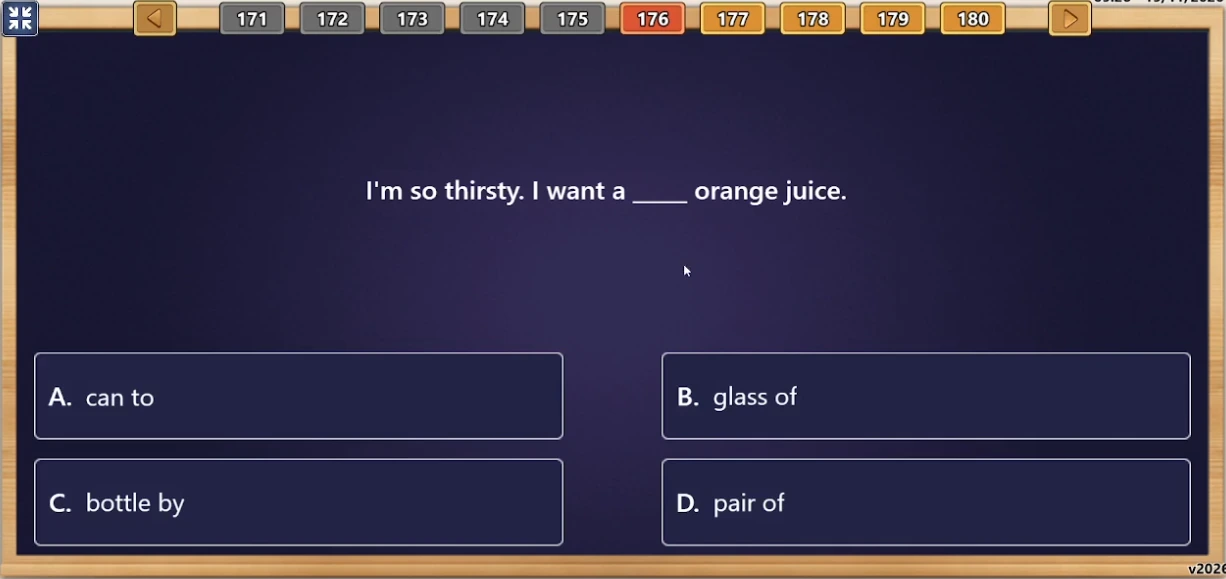 171 172 173 174 175 176 177 178 179 180
I'm so thirsty. I want a _____ orange juice.
A. can to
B. glass of
C. bottle by
D. pair of